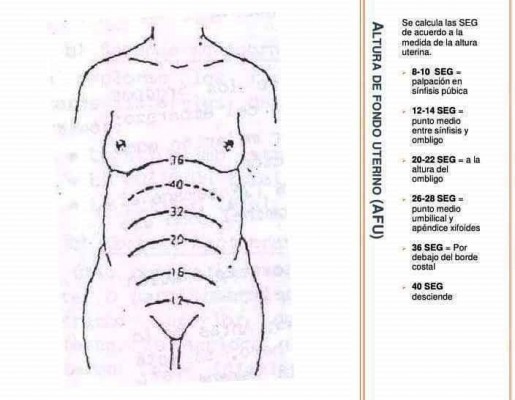 36
40
32
20
16
12
ALTURA DE FONDO UTERINO (AFU)
Se calcula las SEG
de acuerdo a la
medida de la altura
uterina.
8-10 SEG =
palpación en
sínfisis púbica
12-14 SEG =
punto medio
entre sínfisis y
ombligo
20-22 SEG = a la
altura del
ombligo
26-28 SEG =
punto medio
umbilical y
apéndice xifoides
36 SEG = Por
debajo del borde
costal
40 SEG
desciende